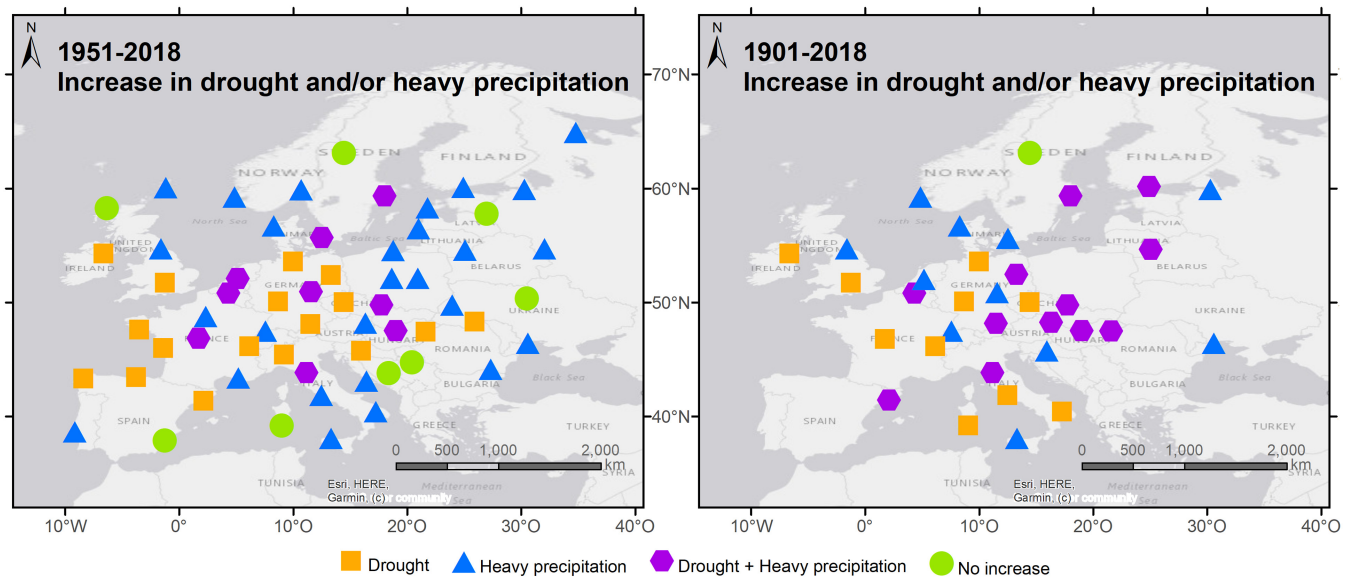 N
1951-2018
Increase in drought and/or heavy precipitation
SWEDEN
FINLAND
NORWAY
North Sea
UNITED
KINGDOM
IRELAND
Baltic Sea
LITHUANIA
BELARUS
UKRAINE
FRANCE
AUSTRIA
ROMANIA
ITALY
BULGARIA
Black Sea
SPAIN
GREECE
TURKEY
TUNISIA
Mediterranean
Sea
SYRIA
0 500 1,000 2,000
km
Esri, HERE,
Garmin, (c)
community
10°W 0° 10°O 20°O 30°O 40°O
70°N
60°N
50°N
40°N
N
1901-2018
Increase in drought and/or heavy precipitation
SWEDEN
FINLAND
NORWAY
North Sea
LATVIA
UNITED
KINGDOM
IRELAND
Baltic Sea
LITHUANIA
BELARUS
GERMANY
UKRAINE
FRANCE
AUSTRIA
HUNGARY
ROMANIA
ITALY
BULGARIA
Black Sea
SPAIN
GREECE
TURKEY
TUNISIA
Mediterranean
Sea
SYRIA
0 500 1,000 2,000
km
Esri, HERE,
Garmin, (c)
community
10°W 0° 10°O 20°O 30°O 40°O
Drought Heavy precipitation Drought + Heavy precipitation No increase